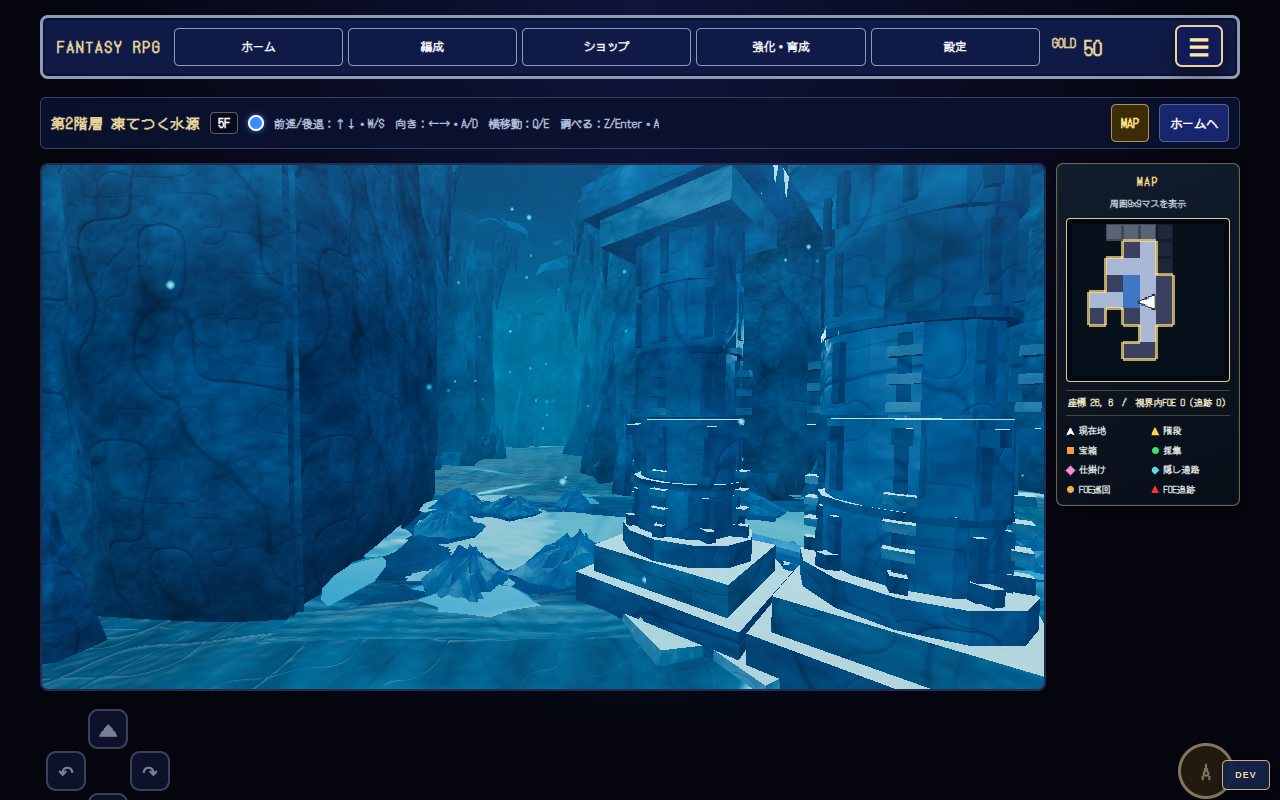 FANTASY RPG
ホーム
編成
ショップ
強化・育成
設定
GOLD 50
第2階層 凍てつく水源
5F
前進/後退：↑↓・W/S 向き：←→・A/D 横移動：Q/E 調べる：Z/Enter・A
MAP
ホームへ
MAP
周囲9x9マスを表示
座標 26, 6 / 視界内FOE 0 (追跡 0)
現在地
階段
宝箱
採集
仕掛け
隠し通路
FOE巡回
FOE追跡
A
DEV